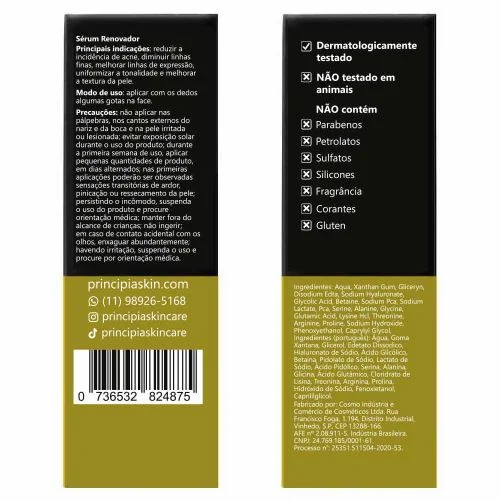 Sérum Renovador
Principais indicações: reduzir a
incidência de acne, diminuir linhas
finas, melhorar linhas de expressão,
uniformizar a tonalidade e melhorar
a textura da pele.
Modo de uso: aplicar com os dedos
algumas gotas na face.
Precauções: não aplicar nas
pálpebras, nos cantos externos do
nariz e da boca e na pele irritada
ou lesionada; evitar exposição solar
durante o uso do produto; durante
a primeira semana de uso, aplicar
pequenas quantidades de produto,
em dias alternados; nas primeiras
aplicações poderão ser observadas
sensações transitórias de ardor,
pinicação ou ressecamento da pele;
persistindo o incômodo, suspenda
o uso do produto e procure
orientação médica; manter fora do
alcance de crianças; não ingerir;
em caso de contato acidental com os
olhos, enxaguar abundantemente;
havendo irritação, suspenda o uso e
procure por orientação médica.
principiaskin.com
(11) 98926-5168
principiaskincare
principiaskincare
0 736532 824875
Dermatologicamente
testado
NÃO testado em
animais
NÃO contém
Parabenos
Petrolatos
Sulfatos
Silicones
Fragrância
Corantes
Gluten
Ingredientes: Aqua, Xanthan Gum, Gliceryn,
Disodium Edta, Sodium Hyaluronate,
Glycolic Acid, Betaine, Sodium Pca, Sodium
Lactate, Pca, Serine, Alanine, Glycine,
Glutamic Acid, Lysine Hcl, Threonine,
Arginine, Proline, Sodium Hydroxide,
Phenoxyethanol, Caprylyl Glycol.
Ingredientes (português): Água, Goma
Xantana, Glicerol, Edetato Dissodico,
Hialuronato de Sódio, Ácido Glicólico,
Betaína, Pidolato de Sódio, Lactato de
Sódio, Ácido Pidólico, Serina, Alanina,
Glicina, Ácido Glutâmico, Cloridrato de
Lisina, Treonina, Arginina, Prolina,
Hidróxido de Sódio, Fenoxietanol,
Caprililglicol.
Fabricado por: Cosmo Indústria e
Comércio de Cosméticos Ltda. Rua
Francisco Foga, 1.194, Distrito Industrial,
Vinhedo, S.P., CEP 13288-166.
AFE nº 2.08.911-5. Indústria Brasileira.
CNPJ: 24.769.185/0001-61.
Processo n° 25351.511504-2020-53.